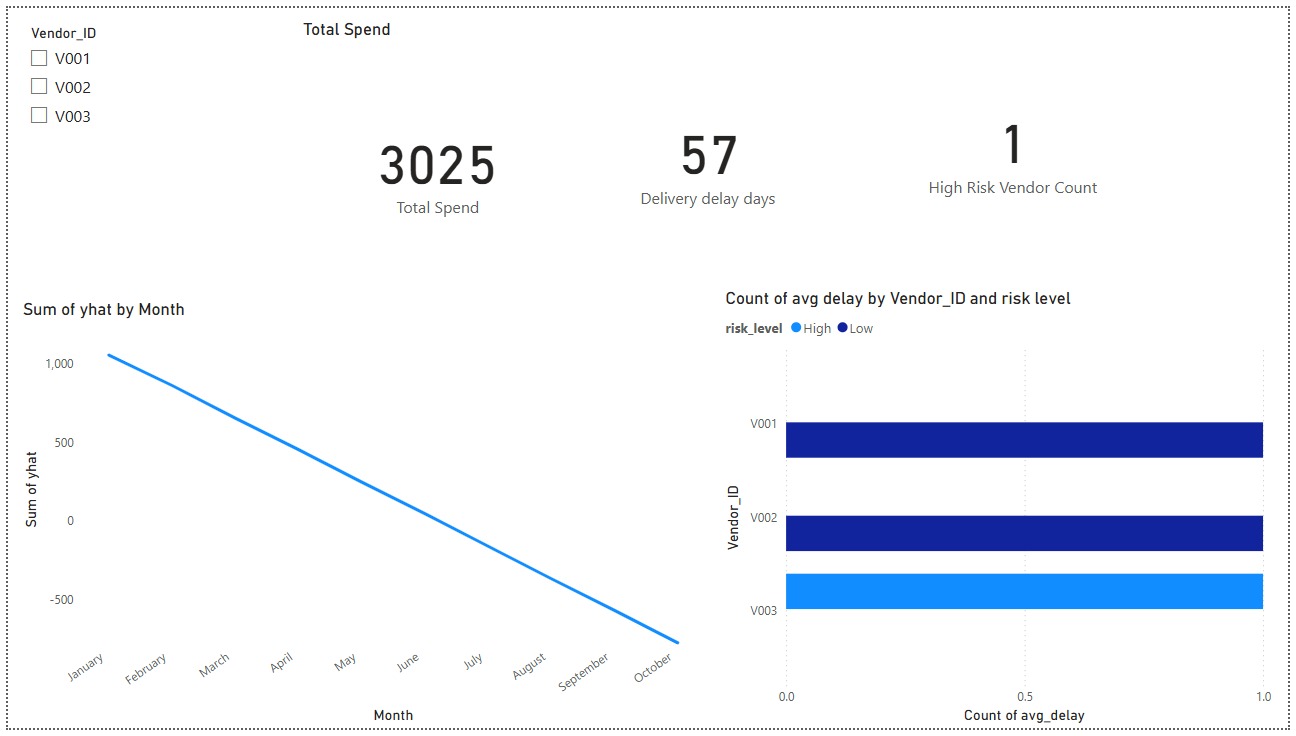 Vendor_ID
V001
V002
V003
Total Spend
3025
Total Spend
57
Delivery delay days
1
High Risk Vendor Count
Sum of yhat by Month
Sum of yhat
1,000
500
0
-500
January
February
March
April
May
June
July
August
September
October
Month
Count of avg delay by Vendor_ID and risk level
risk_level High Low
Vendor_ID
V001
V002
V003
0.0
0.5
1.0
Count of avg_delay